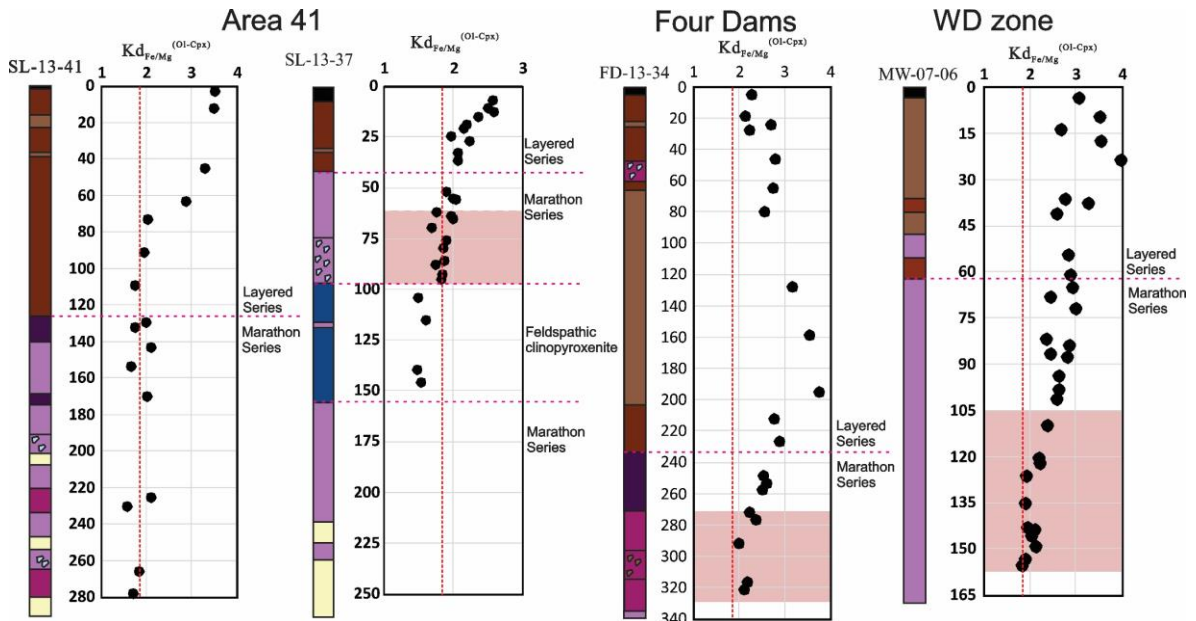 Area 41
Four Dams
WD zone
SL-13-41
Kd Fe/Mg (Ol-Cpx)
1 2 3 4
0
20
40
60
80
100
120
140
160
180
200
220
240
260
280
Layered
Series
Marathon
Series
SL-13-37
Kd Fe/Mg (Ol-Cpx)
1 2 3
0
25
50
75
100
125
150
175
200
225
250
Layered
Series
Marathon
Series
Feldspathic
clinopyroxenite
Marathon
Series
FD-13-34
Kd Fe/Mg (Ol-Cpx)
1 2 3 4
0
20
40
60
80
100
120
140
160
180
200
220
240
260
280
300
320
340
Layered
Series
Marathon
Series
MW-07-06
Kd Fe/Mg (Ol-Cpx)
1 2 3 4
0
15
30
45
60
75
90
105
120
135
150
165
Layered
Series
Marathon
Series